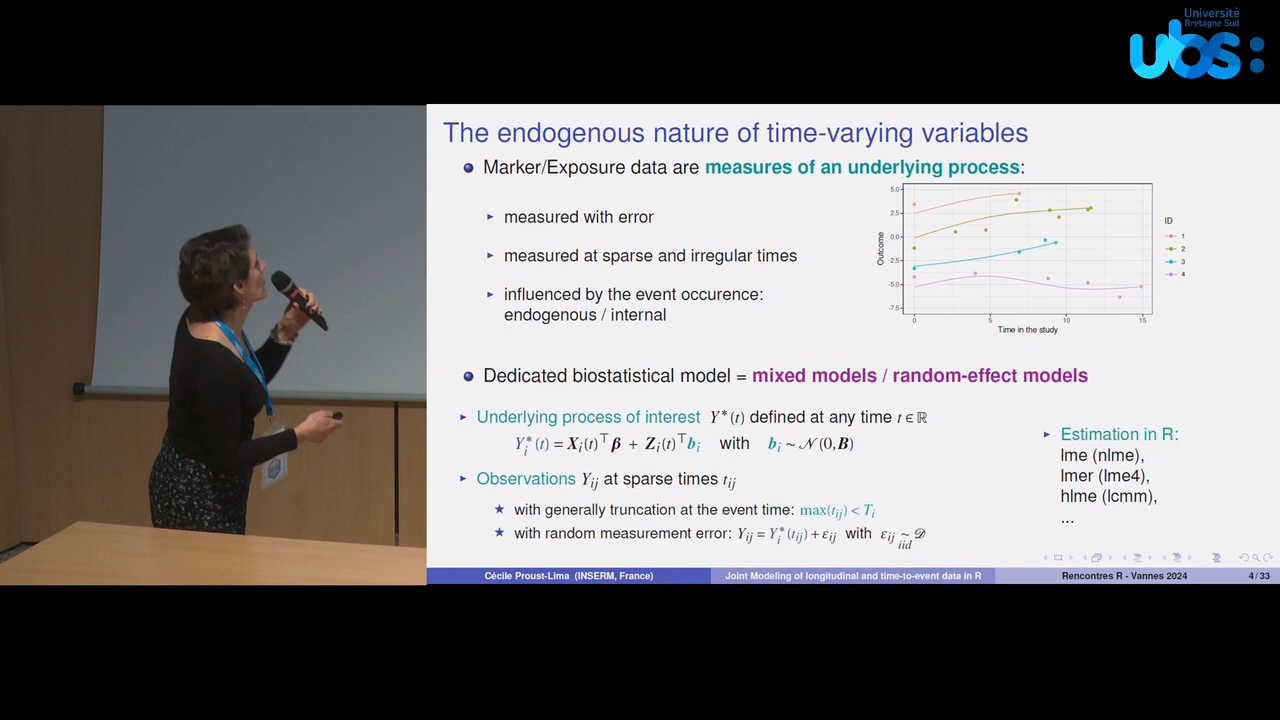 Université
Bretagne Sud
ubs:
The endogenous nature of time-varying variables
Marker/Exposure data are measures of an underlying process:
▸ measured with error
▸ measured at sparse and irregular times
▸ influenced by the event occurence:
endogenous / internal
5.0
2.5
0.0
-2.5
-5.0
-7.5
Outcome
0 5 10 15
Time in the study
ID
1
2
3
4
Dedicated biostatistical model = mixed models / random-effect models
▸ Underlying process of interest Y*(t) defined at any time t ∈ ℝ
Y*ᵢ(t) = Xᵢ(t)⊤β + Zᵢ(t)⊤bᵢ with bᵢ ∼ 𝒩(0, B)
▸ Observations Yᵢⱼ at sparse times tᵢⱼ
★ with generally truncation at the event time: max(tᵢⱼ) < Tᵢ
★ with random measurement error: Yᵢⱼ = Y*ᵢ(tᵢⱼ) + εᵢⱼ with εᵢⱼ ∼ 𝒟
iid
▸ Estimation in R:
lme (nlme),
lmer (lme4),
hlme (lcmm),
...
Cécile Proust-Lima (INSERM, France) Joint Modeling of longitudinal and time-to-event data in R Rencontres R - Vannes 2024 4 / 33